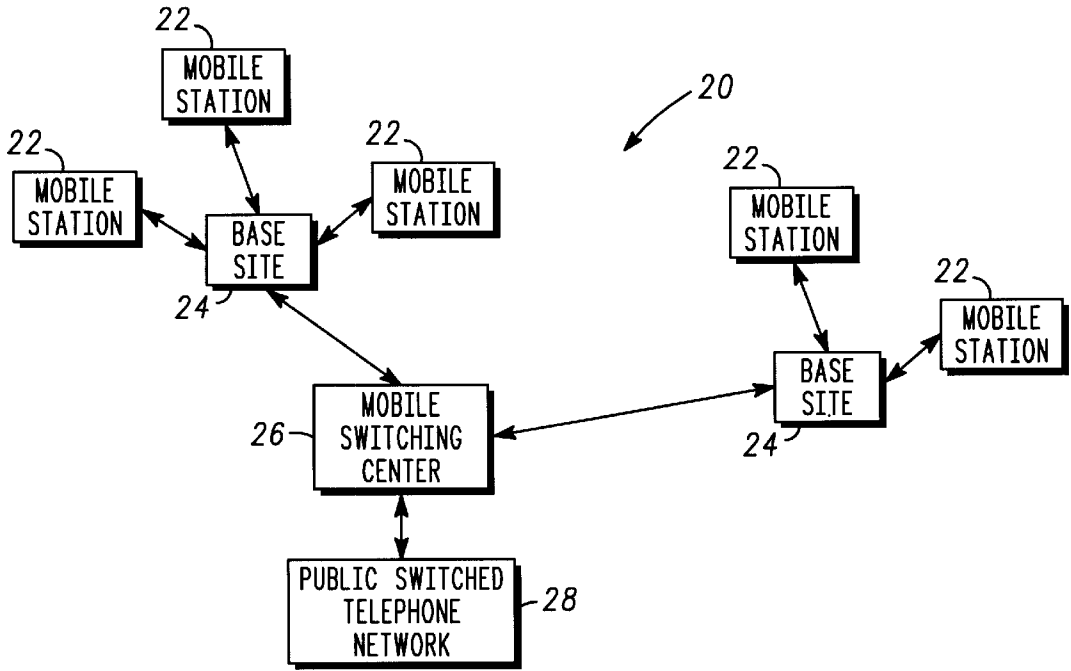 22
MOBILE
STATION
20
22
MOBILE
STATION
22
MOBILE
STATION
22
MOBILE
STATION
BASE
SITE
24
22
MOBILE
STATION
BASE
SITE
24
26
MOBILE
SWITCHING
CENTER
PUBLIC SWITCHED
TELEPHONE
NETWORK
28